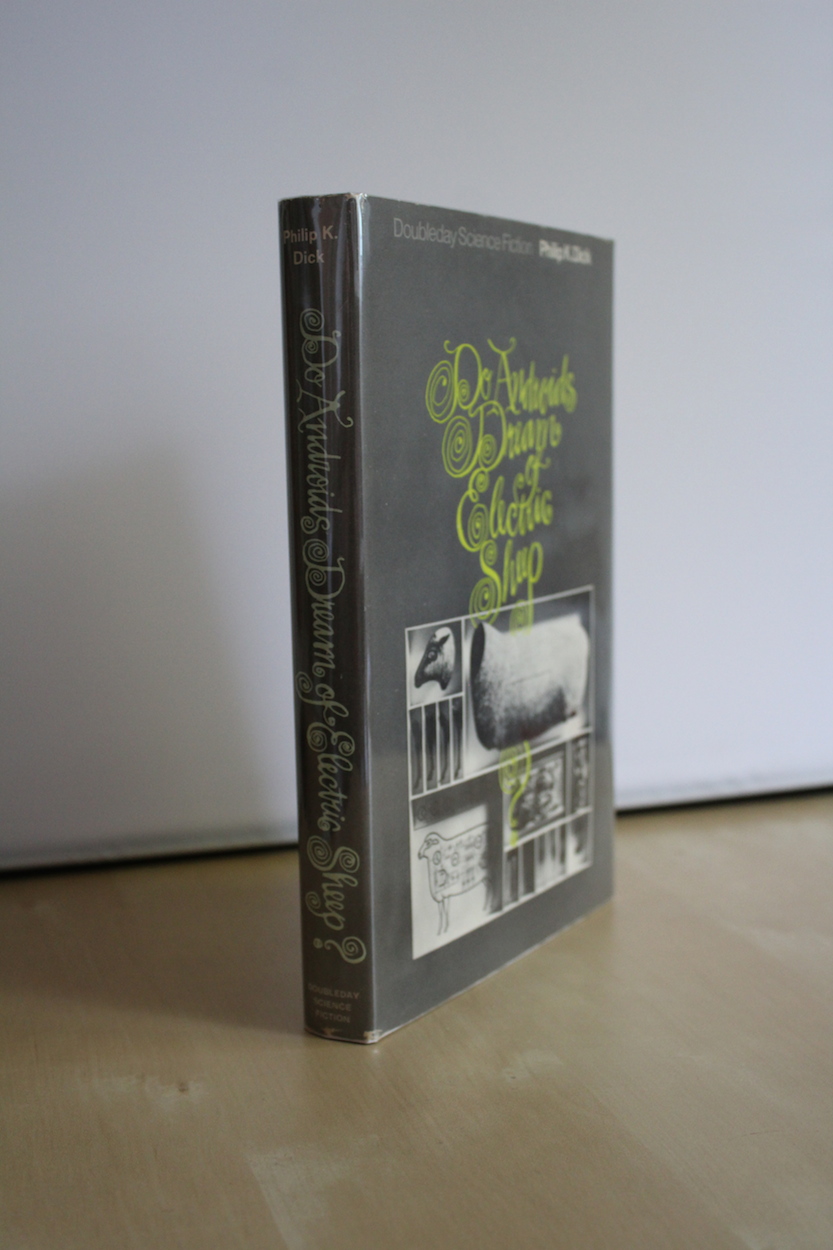 Philip K.
Dick
Do Androids Dream of Electric Sheep?
DOUBLEDAY
SCIENCE
FICTION
Doubleday Science Fiction Philip K. Dick
Do Androids
Dream
of
Electric
Sheep
?